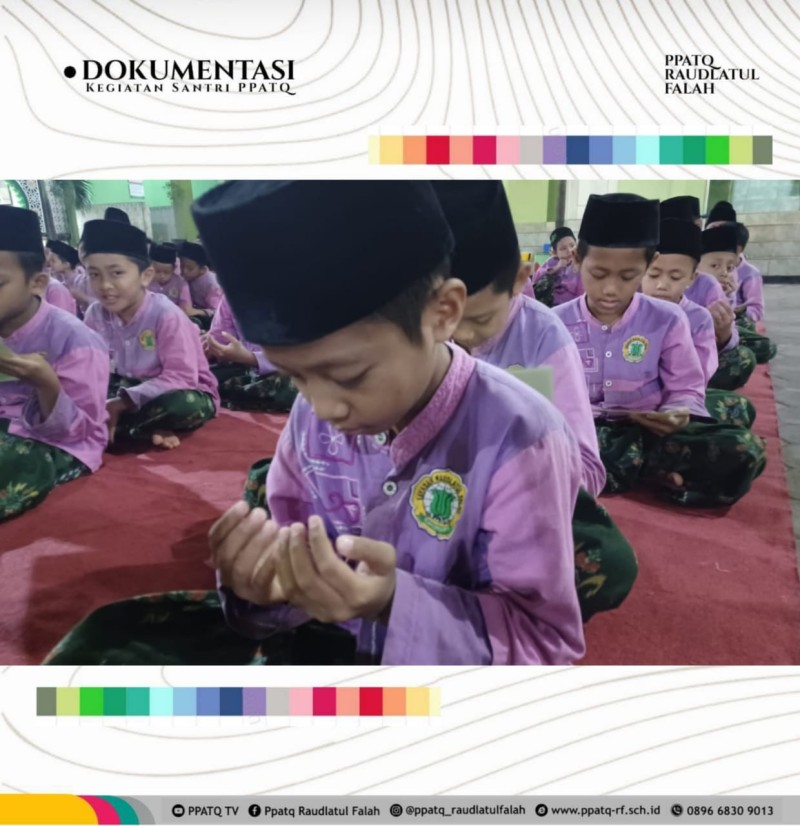 DOKUMENTASI
KEGIATAN SANTRI PPATQ
PPATQ
RAUDLATUL
FALAH
PPATQ TV Ppatq Raudlatul Falah @ppatq_raudlatulfalah www.ppatq-rf.sch.id 0896 6830 9013